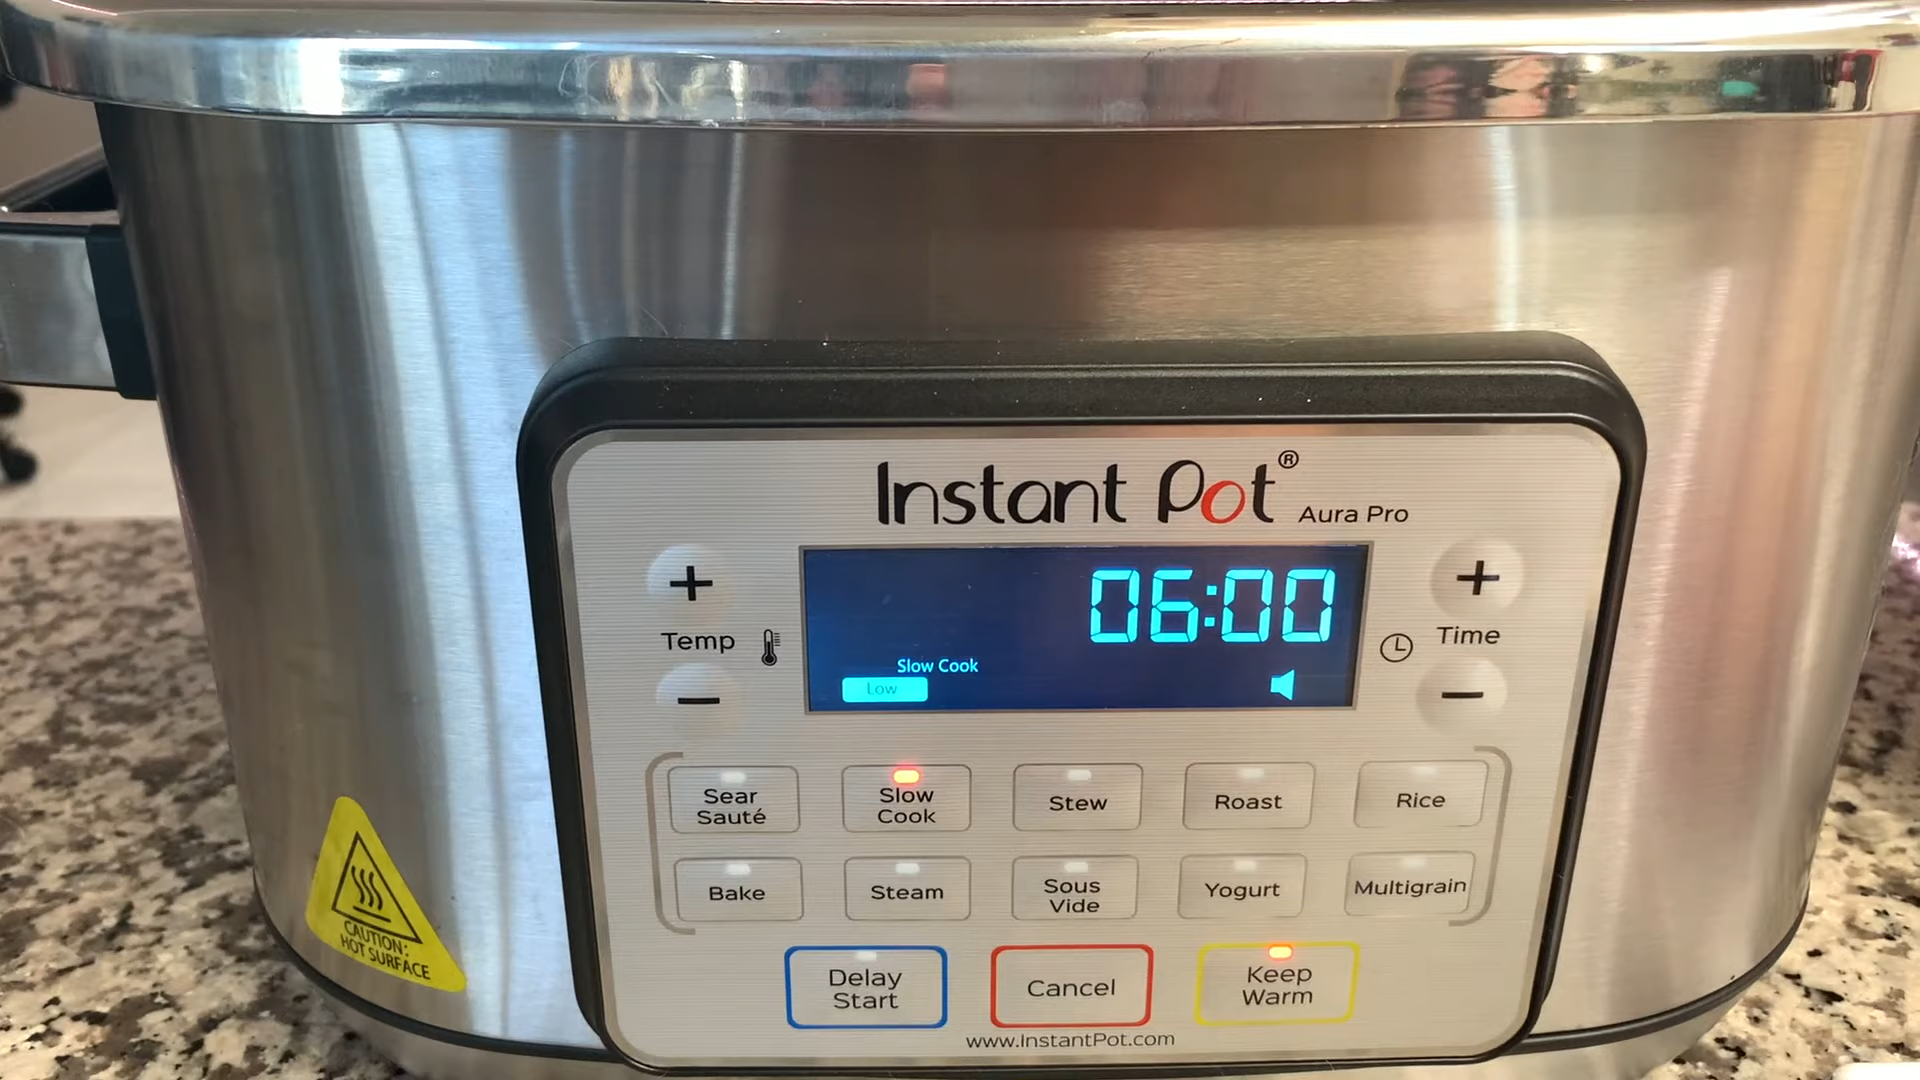 Instant Pot® Aura Pro
+
+
06:00
Temp
Time
Slow Cook
Low
−
−
Sear Sauté
Slow Cook
Stew
Roast
Rice
Bake
Steam
Sous Vide
Yogurt
Multigrain
Delay Start
Cancel
Keep Warm
www.InstantPot.com
CAUTION:
HOT SURFACE